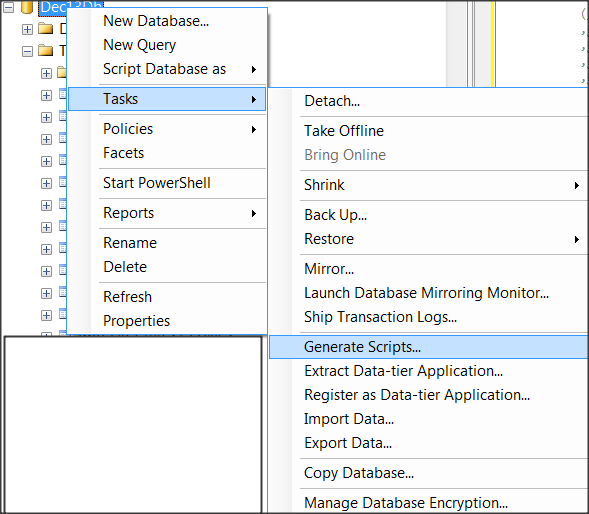 Dec13Db
New Database...
New Query
Script Database as
Tasks
Policies
Facets
Start PowerShell
Reports
Rename
Delete
Refresh
Properties
Detach...
Take Offline
Bring Online
Shrink
Back Up...
Restore
Mirror...
Launch Database Mirroring Monitor...
Ship Transaction Logs...
Generate Scripts...
Extract Data-tier Application...
Register as Data-tier Application...
Import Data...
Export Data...
Copy Database...
Manage Database Encryption...